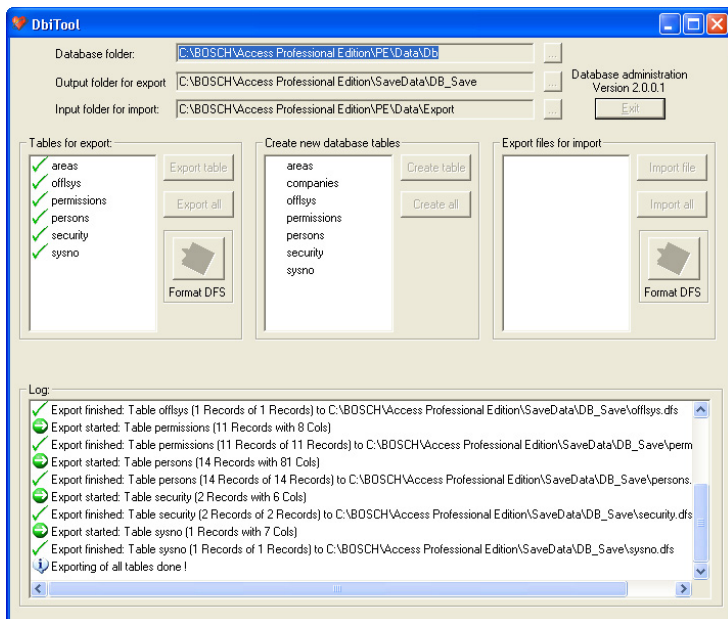 DbiTool
Database folder:
C:\BOSCH\Access Professional Edition\PE\Data\Db
...
Output folder for export
C:\BOSCH\Access Professional Edition\SaveData\DB_Save
...
Database administration
Version 2.0.0.1
Input folder for import:
C:\BOSCH\Access Professional Edition\PE\Data\Export
...
Exit
Tables for export:
areas
offlsys
permissions
persons
security
sysno
Export table
Export all
Format DFS
Create new database tables
areas
companies
offlsys
permissions
persons
security
sysno
Create table
Create all
Export files for import
Import file
Import all
Format DFS
Log:
Export finished: Table offlsys (1 Records of 1 Records) to C:\BOSCH\Access Professional Edition\SaveData\DB_Save\offlsys.dfs
Export started: Table permissions (11 Records with 8 Cols)
Export finished: Table permissions (11 Records of 11 Records) to C:\BOSCH\Access Professional Edition\SaveData\DB_Save\perm
Export started: Table persons (14 Records with 81 Cols)
Export finished: Table persons (14 Records of 14 Records) to C:\BOSCH\Access Professional Edition\SaveData\DB_Save\persons.
Export started: Table security (2 Records with 6 Cols)
Export finished: Table security (2 Records of 2 Records) to C:\BOSCH\Access Professional Edition\SaveData\DB_Save\security.dfs
Export started: Table sysno (1 Records with 7 Cols)
Export finished: Table sysno (1 Records of 1 Records) to C:\BOSCH\Access Professional Edition\SaveData\DB_Save\sysno.dfs
Exporting of all tables done !